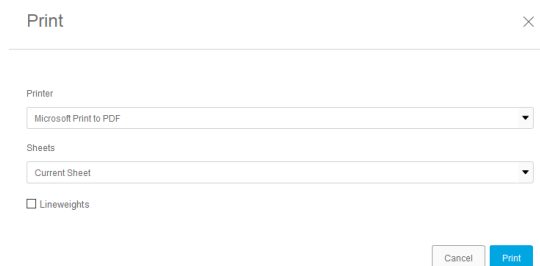 Print
Printer
Microsoft Print to PDF
Sheets
Current Sheet
Lineweights
Cancel Print